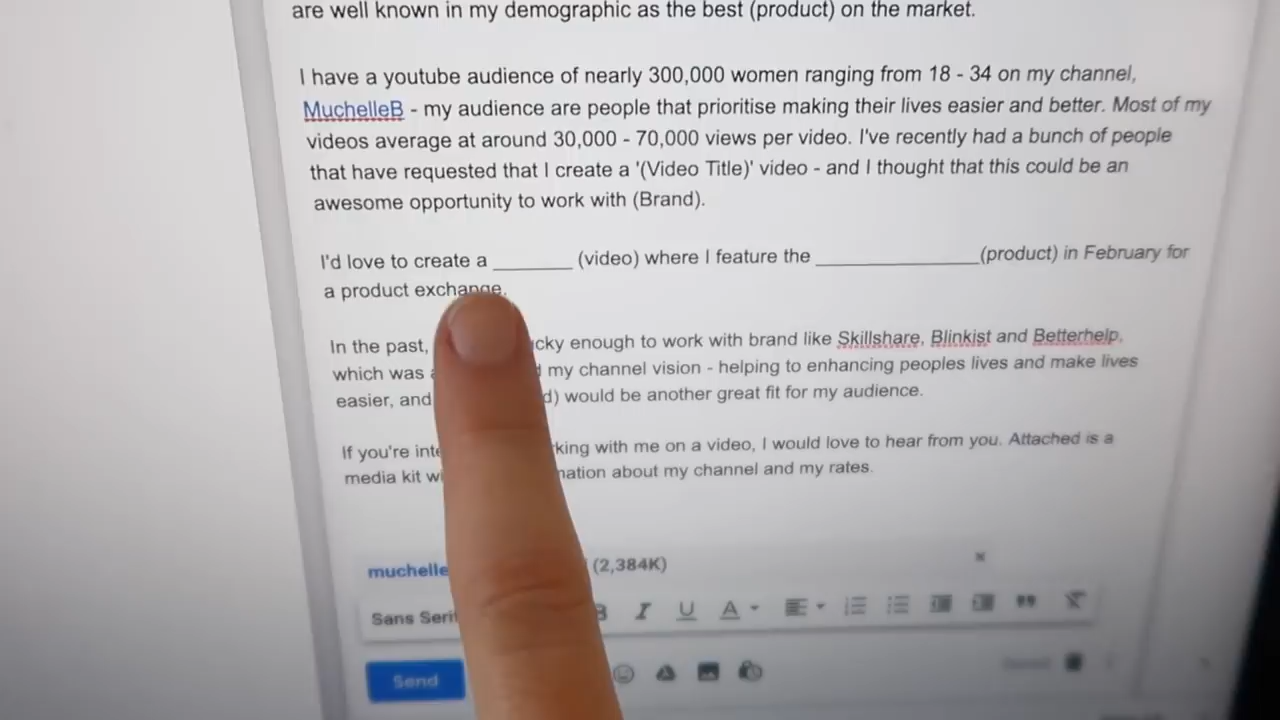 are well known in my demographic as the best (product) on the market.
I have a youtube audience of nearly 300,000 women ranging from 18 - 34 on my channel,
MuchelleB - my audience are people that prioritise making their lives easier and better. Most of my
videos average at around 30,000 - 70,000 views per video. I've recently had a bunch of people
that have requested that I create a '(Video Title)' video - and I thought that this could be an
awesome opportunity to work with (Brand).
I'd love to create a ________ (video) where I feature the ________________(product) in February for
a product exchange.
In the past, ucky enough to work with brand like Skillshare, Blinkist and Betterhelp,
which was my channel vision - helping to enhancing peoples lives and make lives
easier, and would be another great fit for my audience.
If you're with me on a video, I would love to hear from you. Attached is a
media kit about my channel and my rates.
muchelle (2,384K)
Sans Serif
Send